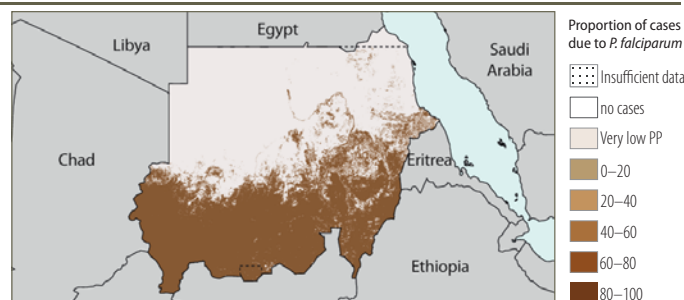 Egypt
Libya
Saudi
Arabia
Chad
Eritrea
Ethiopia
Proportion of cases
due to P. falciparum
Insufficient data
no cases
Very low PP
0–20
20–40
40–60
60–80
80–100